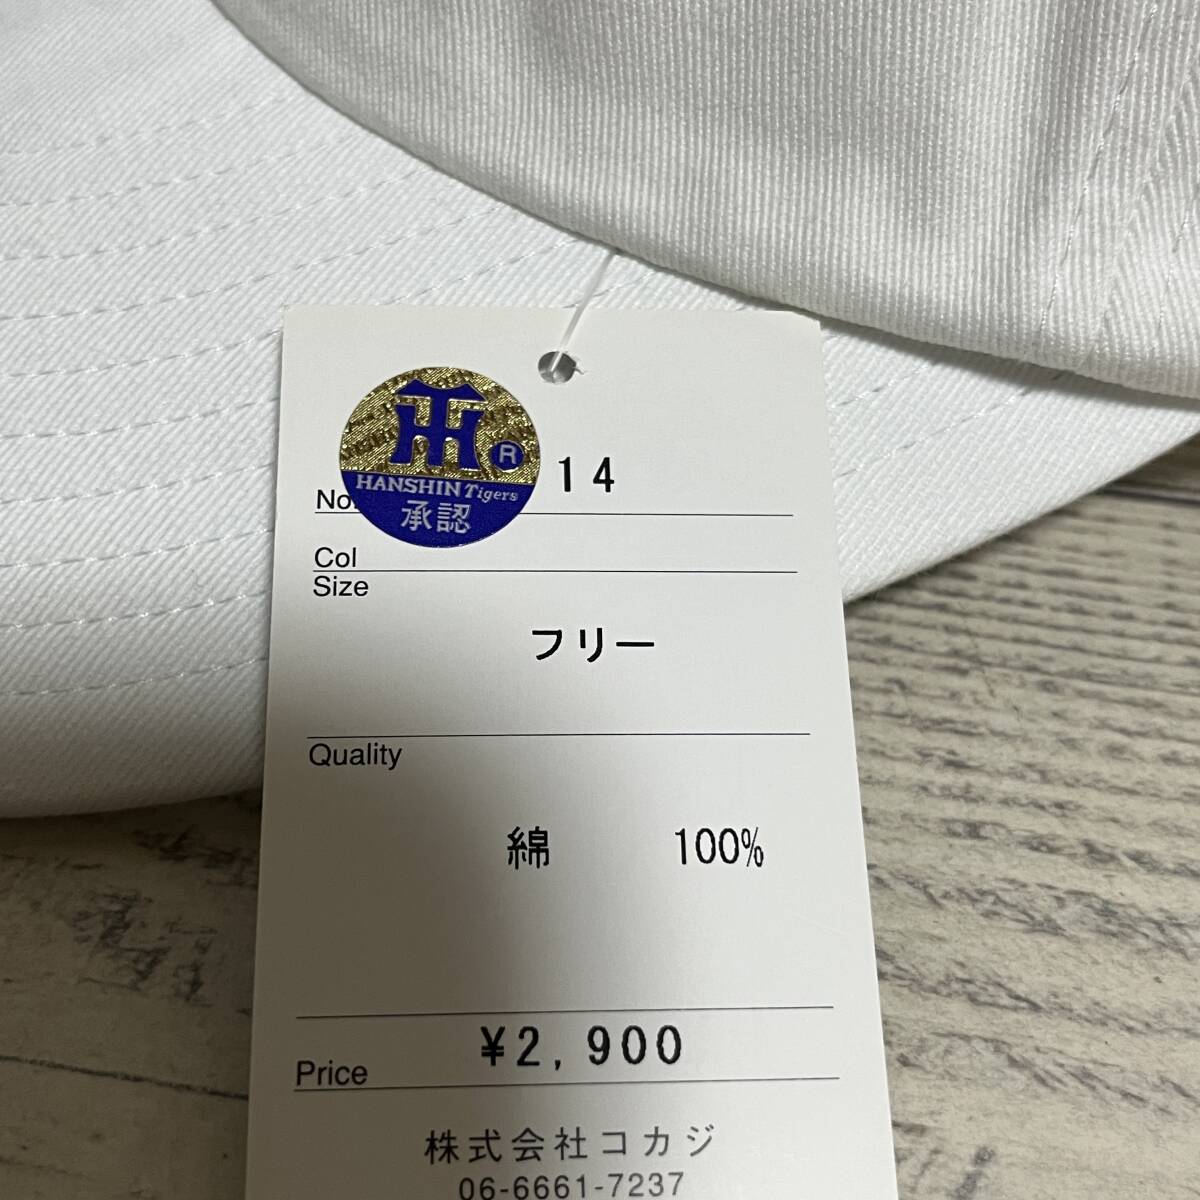 TH
R
HANSHIN Tigers
承認
No. 14
Col
Size
フリー
Quality
綿 100%
Price ¥2,900
株式会社コカジ
06-6661-7237